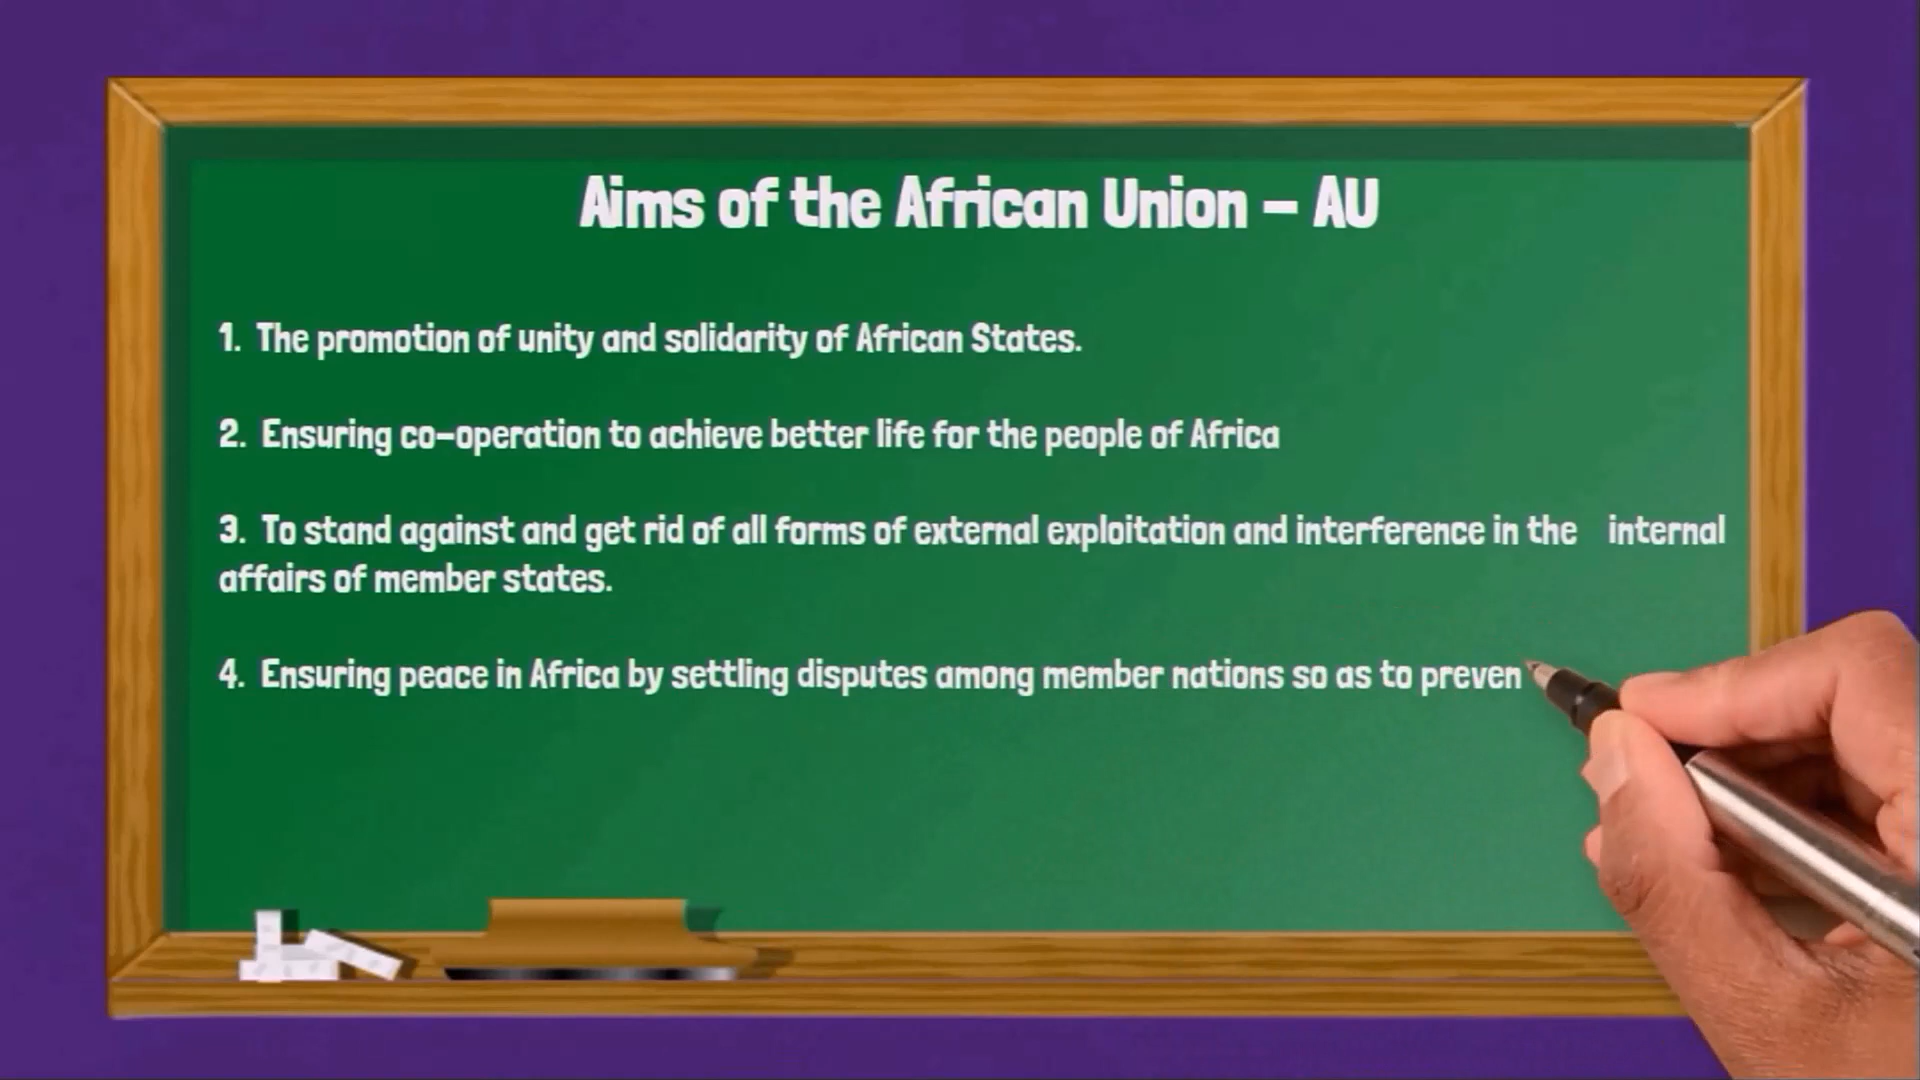 Aims of the African Union - AU
1. The promotion of unity and solidarity of African States.
2. Ensuring co-operation to achieve better life for the people of Africa
3. To stand against and get rid of all forms of external exploitation and interference in the internal
affairs of member states.
4. Ensuring peace in Africa by settling disputes among member nations so as to preven